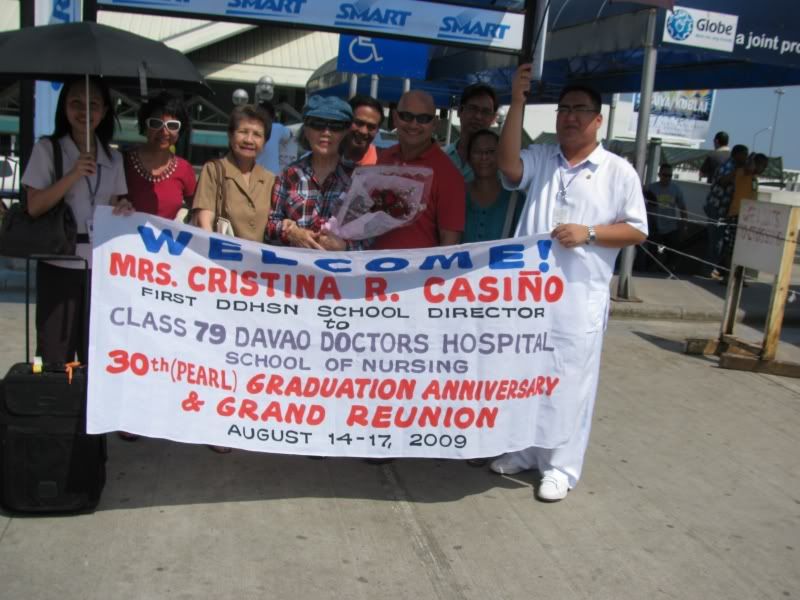 SMART SMART SMART SMART
Globe
a joint pro
WELCOME!
MRS. CRISTINA R. CASIÑO
FIRST DDHSN SCHOOL DIRECTOR
to
CLASS 79 DAVAO DOCTORS HOSPITAL
SCHOOL OF NURSING
30th (PEARL) GRADUATION ANNIVERSARY
& GRAND REUNION
AUGUST 14-17, 2009